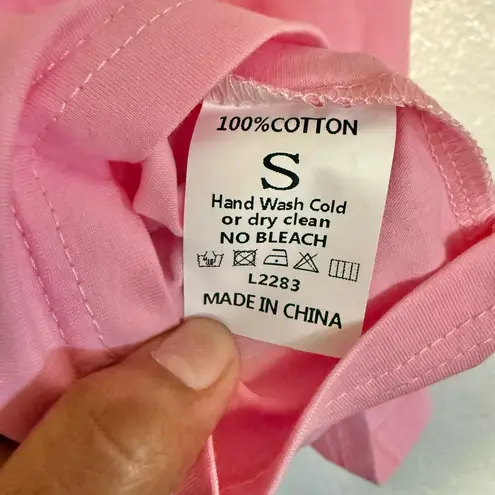 100%COTTON
S
Hand Wash Cold
or dry clean
NO BLEACH
L2283
MADE IN CHINA